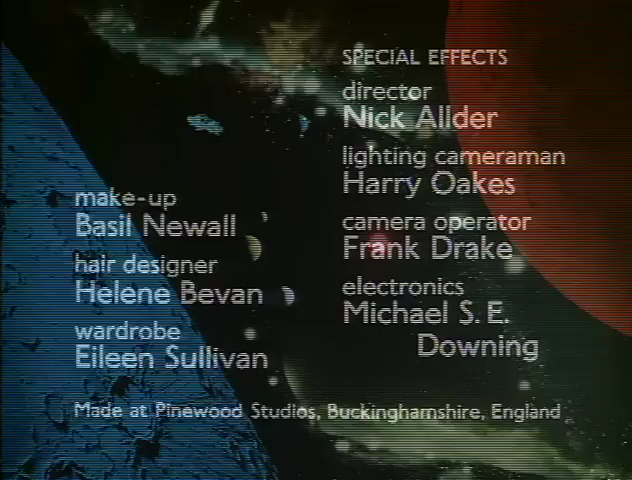 make-up
Basil Newall
hair designer
Helene Bevan
wardrobe
Eileen Sullivan
SPECIAL EFFECTS
director
Nick Allder
lighting cameraman
Harry Oakes
camera operator
Frank Drake
electronics
Michael S. E.
Downing
Made at Pinewood Studios, Buckinghamshire, England